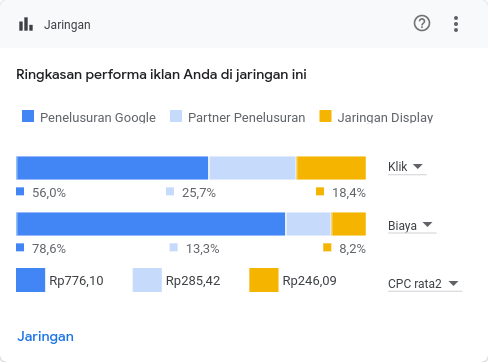 Jaringan
Ringkasan performa iklan Anda di jaringan ini
Penelusuran Google Partner Penelusuran Jaringan Display
Klik
56,0% 25,7% 18,4%
Biaya
78,6% 13,3% 8,2%
Rp776,10 Rp285,42 Rp246,09 CPC rata2
Jaringan